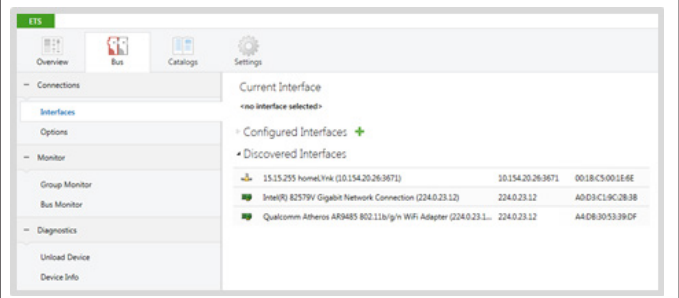 ETS
Overview
Bus
Catalogs
Settings
Connections
Interfaces
Options
Monitor
Group Monitor
Bus Monitor
Diagnostics
Unload Device
Device Info
Current Interface
<no interface selected>
Configured Interfaces +
Discovered Interfaces
15.15.255 homeLYnk (10.154.20.26:3671) 10.154.20.26:3671 00:1B:C5:00:1E:6E
Intel(R) 82579V Gigabit Network Connection (224.0.23.12) 224.0.23.12 A0:D3:C1:9C:2B:3B
Qualcomm Atheros AR9485 802.11b/g/n WiFi Adapter (224.0.23.1... 224.0.23.12 A4:DB:30:53:39:DF